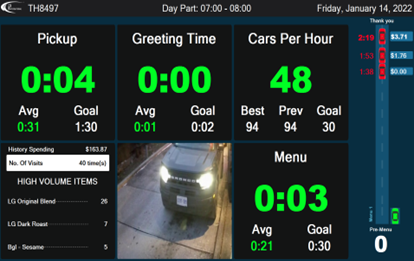 TH8497
Day Part: 07:00 - 08:00
Friday, January 14, 2022
Pickup
0:04
Avg
Goal
0:31
1:30
Greeting Time
0:00
Avg
Goal
0:01
0:02
Cars Per Hour
48
Best
Prev
Goal
94
94
30
Thank you
2:19
$3.71
1:53
$1.76
1:38
$0.00
History Spending
$163.87
No. Of Visits
40 time(s)
HIGH VOLUME ITEMS
LG Original Blend
26
LG Dark Roast
7
Bgl - Sesame
5
Menu
0:03
Avg
Goal
0:21
0:30
Menu 1
Pre-Menu
0